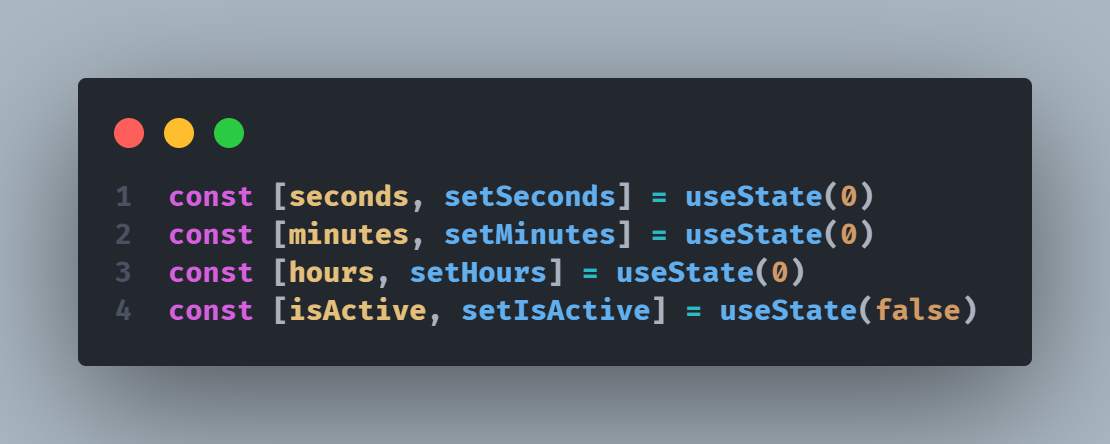 1 const [seconds, setSeconds] = useState(0)
2 const [minutes, setMinutes] = useState(0)
3 const [hours, setHours] = useState(0)
4 const [isActive, setIsActive] = useState(false)